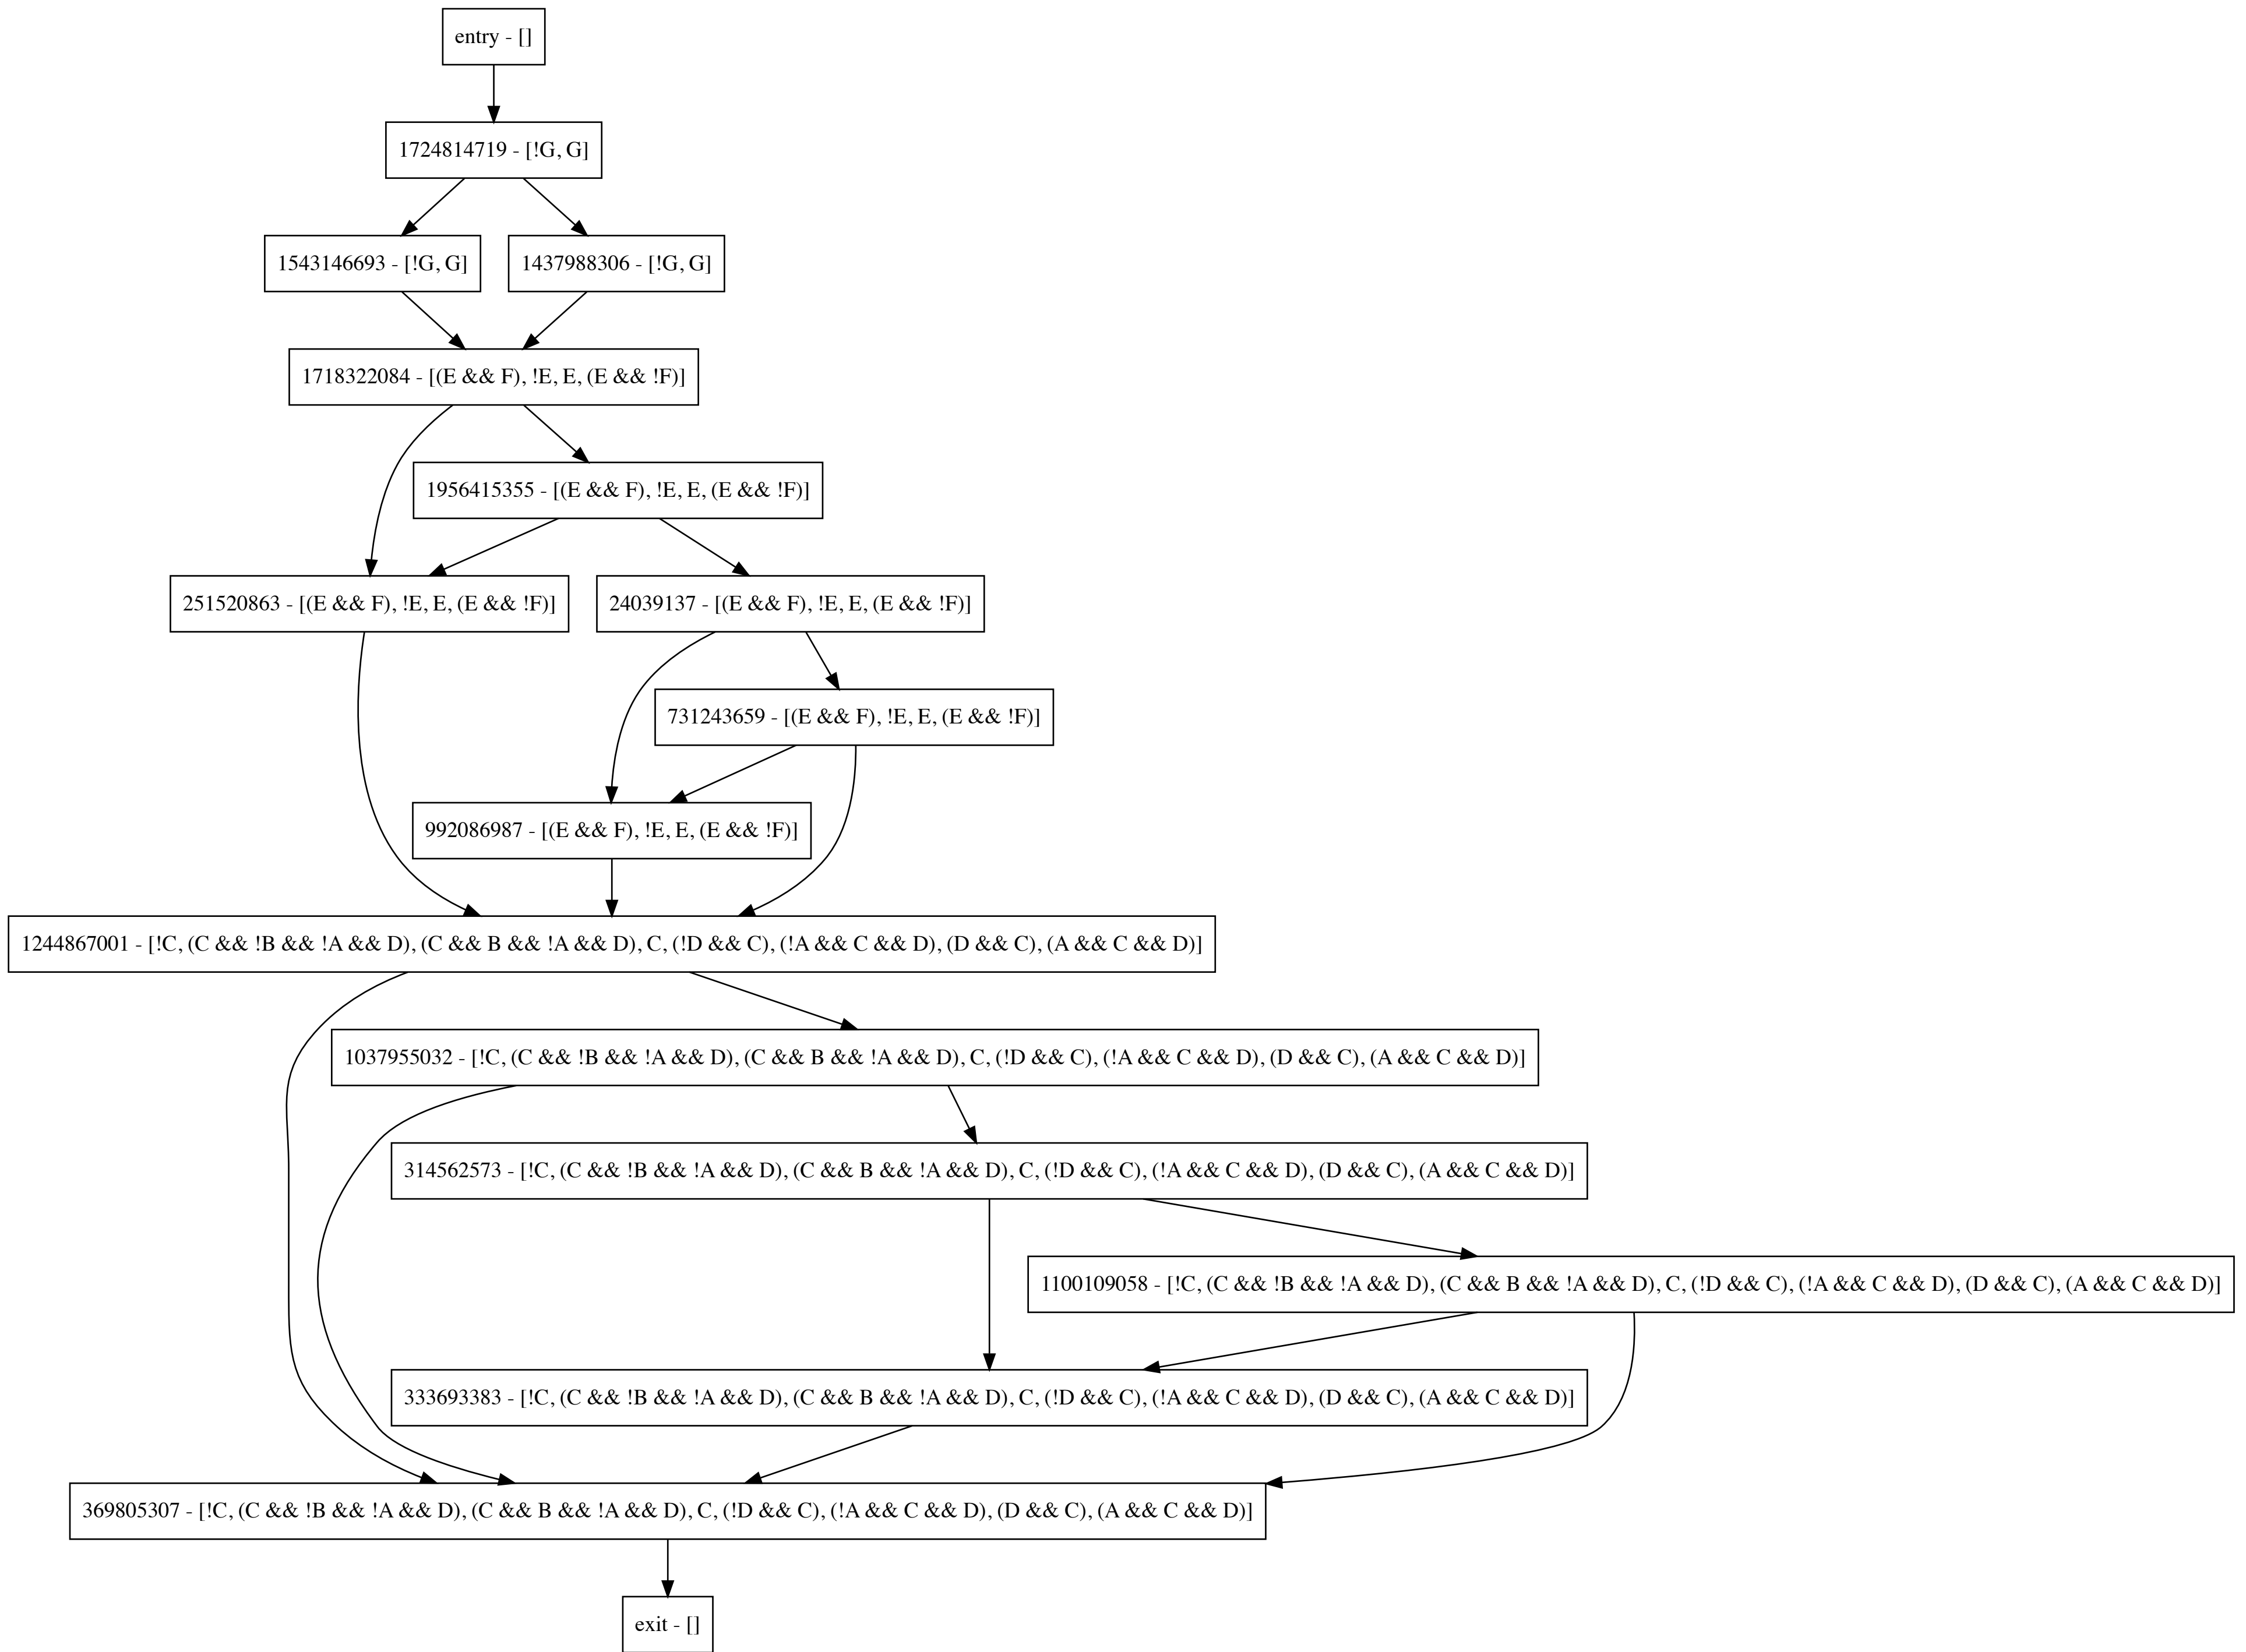 entry - []
1724814719 - [!G, G]
1543146693 - [!G, G]
1437988306 - [!G, G]
1718322084 - [(E && F), !E, E, (E && !F)]
1956415355 - [(E && F), !E, E, (E && !F)]
251520863 - [(E && F), !E, E, (E && !F)]
24039137 - [(E && F), !E, E, (E && !F)]
731243659 - [(E && F), !E, E, (E && !F)]
992086987 - [(E && F), !E, E, (E && !F)]
1244867001 - [!C, (C && !B && !A && D), (C && B && !A && D), C, (!D && C), (!A && C && D), (D && C), (A && C && D)]
1037955032 - [!C, (C && !B && !A && D), (C && B && !A && D), C, (!D && C), (!A && C && D), (D && C), (A && C && D)]
314562573 - [!C, (C && !B && !A && D), (C && B && !A && D), C, (!D && C), (!A && C && D), (D && C), (A && C && D)]
1100109058 - [!C, (C && !B && !A && D), (C && B && !A && D), C, (!D && C), (!A && C && D), (D && C), (A && C && D)]
333693383 - [!C, (C && !B && !A && D), (C && B && !A && D), C, (!D && C), (!A && C && D), (D && C), (A && C && D)]
369805307 - [!C, (C && !B && !A && D), (C && B && !A && D), C, (!D && C), (!A && C && D), (D && C), (A && C && D)]
exit - []